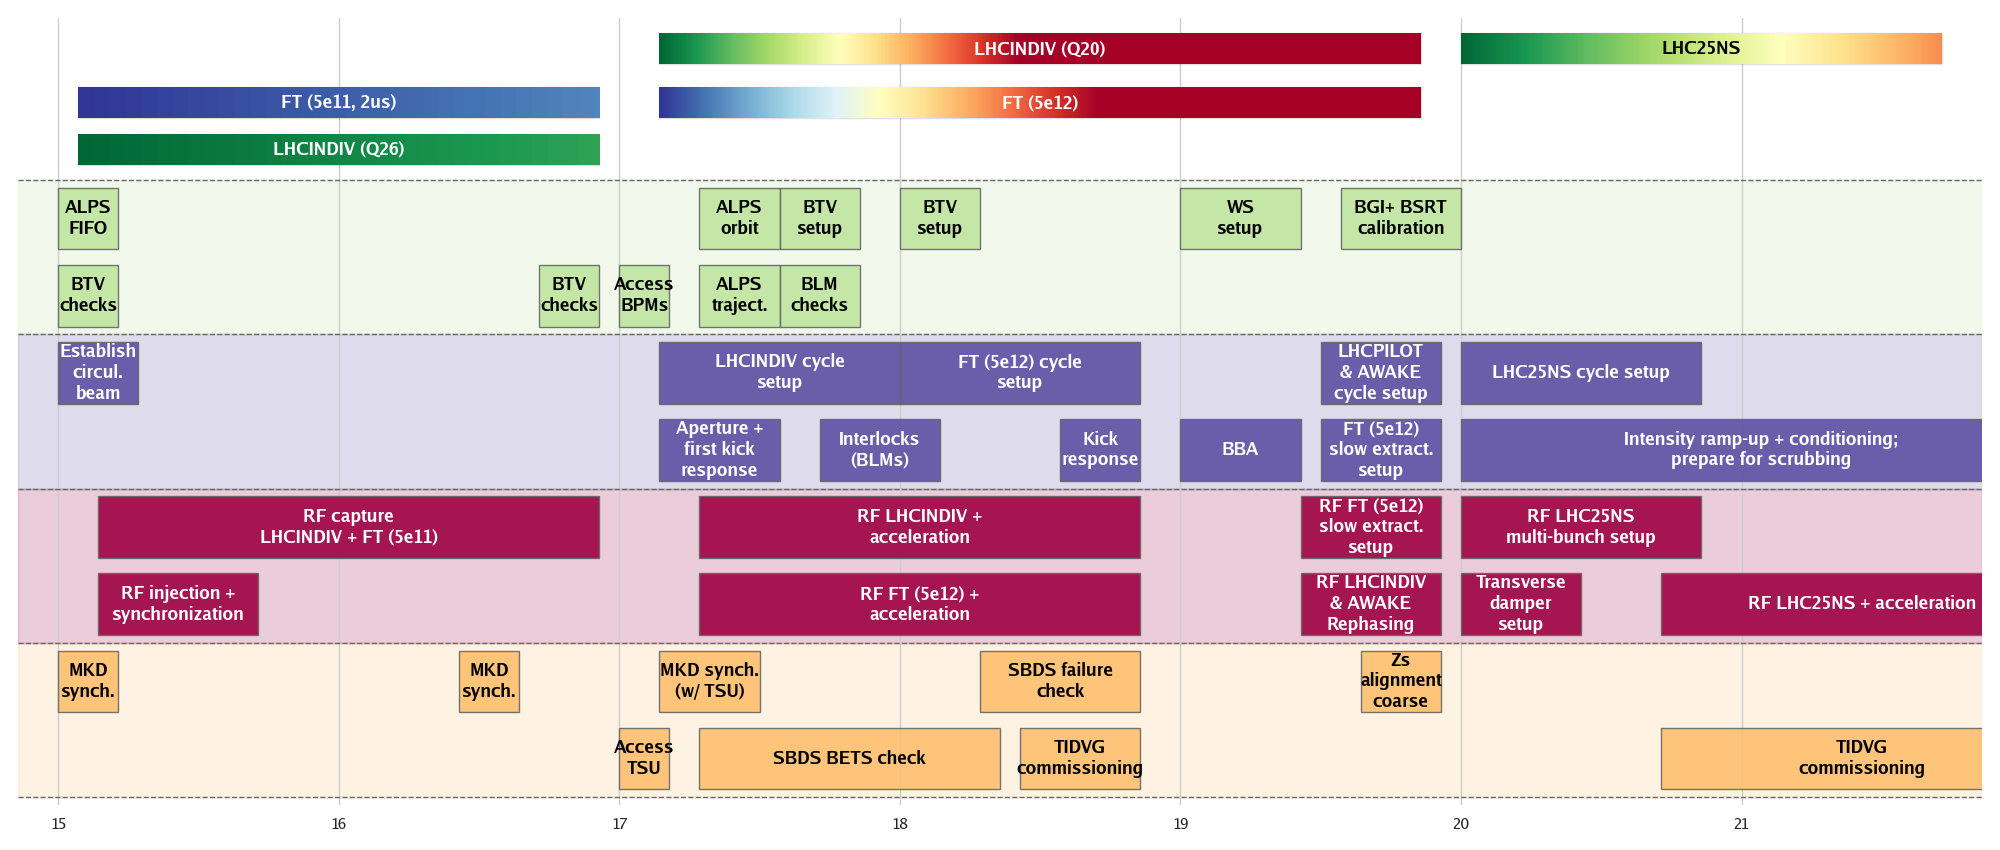 LHCINDIV (Q20)
LHC25NS
FT (5e11, 2us)
FT (5e12)
LHCINDIV (Q26)
ALPS
FIFO
ALPS
orbit
BTV
setup
BTV
setup
WS
setup
BGI+ BSRT
calibration
BTV
checks
BTV
checks
Access
BPMs
ALPS
traject.
BLM
checks
Establish
circul.
beam
LHCINDIV cycle
setup
FT (5e12) cycle
setup
LHCPILOT
& AWAKE
cycle setup
LHC25NS cycle setup
Aperture +
first kick
response
Interlocks
(BLMs)
Kick
response
BBA
FT (5e12)
slow extract.
setup
Intensity ramp-up + conditioning;
prepare for scrubbing
RF capture
LHCINDIV + FT (5e11)
RF LHCINDIV +
acceleration
RF FT (5e12)
slow extract.
setup
RF LHC25NS
multi-bunch setup
RF injection +
synchronization
RF FT (5e12) +
acceleration
RF LHCINDIV
& AWAKE
Rephasing
Transverse
damper
setup
RF LHC25NS + acceleration
MKD
synch.
MKD
synch.
MKD synch.
(w/ TSU)
SBDS failure
check
Zs
alignment
coarse
Access
TSU
SBDS BETS check
TIDVG
commissioning
TIDVG
commissioning
15
16
17
18
19
20
21